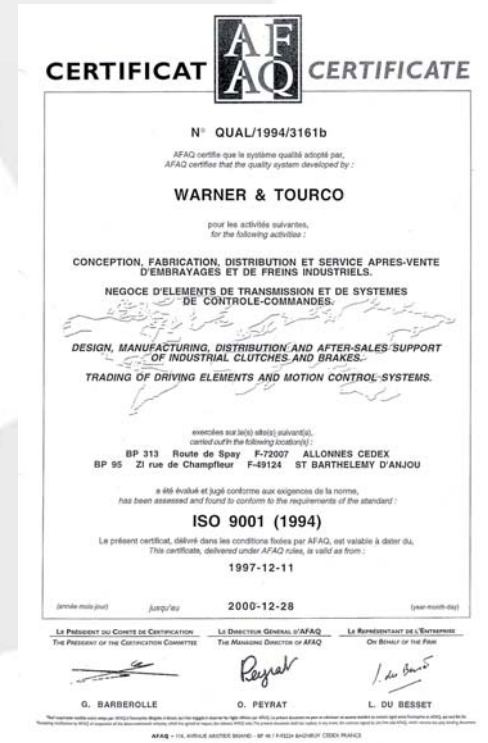 CERTIFICAT
AFAQ
CERTIFICATE
N° QUAL/1994/3161b
AFAQ certifie que le système qualité adopté par,
AFAQ certifies that the quality system developed by :
WARNER & TOURCO
pour les activités suivantes,
for the following activities :
CONCEPTION, FABRICATION, DISTRIBUTION ET SERVICE APRES-VENTE
D'EMBRAYAGES ET DE FREINS INDUSTRIELS.
NEGOCE D'ELEMENTS DE TRANSMISSION ET DE SYSTEMES
DE CONTROLE-COMMANDES.
DESIGN, MANUFACTURING, DISTRIBUTION AND AFTER-SALES SUPPORT
OF INDUSTRIAL CLUTCHES AND BRAKES.
TRADING OF DRIVING ELEMENTS AND MOTION CONTROL SYSTEMS.
exercées sur le(s) site(s) suivant(s),
carried out in the following location(s) :
BP 313 Route de Spay F-72007 ALLONNES CEDEX
BP 95 ZI rue de Champfleur F-49124 ST BARTHELEMY D'ANJOU
a été évalué et jugé conforme aux exigences de la norme,
has been assessed and found to conform to the requirements of the standard :
ISO 9001 (1994)
Le présent certificat, délivré dans les conditions fixées par AFAQ, est valable à dater du,
This certificate, delivered under AFAQ rules, is valid as from :
1997-12-11
(année-mois-jour) jusqu'au 2000-12-28 (year-month-day)
LE PRÉSIDENT DU COMITÉ DE CERTIFICATION LE DIRECTEUR GÉNÉRAL D'AFAQ LE REPRÉSENTANT DE L'ENTREPRISE
THE PRESIDENT OF THE CERTIFICATION COMMITTEE THE MANAGING DIRECTOR OF AFAQ ON BEHALF OF THE FIRM
Peyrat
G. BARBEROLLE O. PEYRAT L. DU BESSET